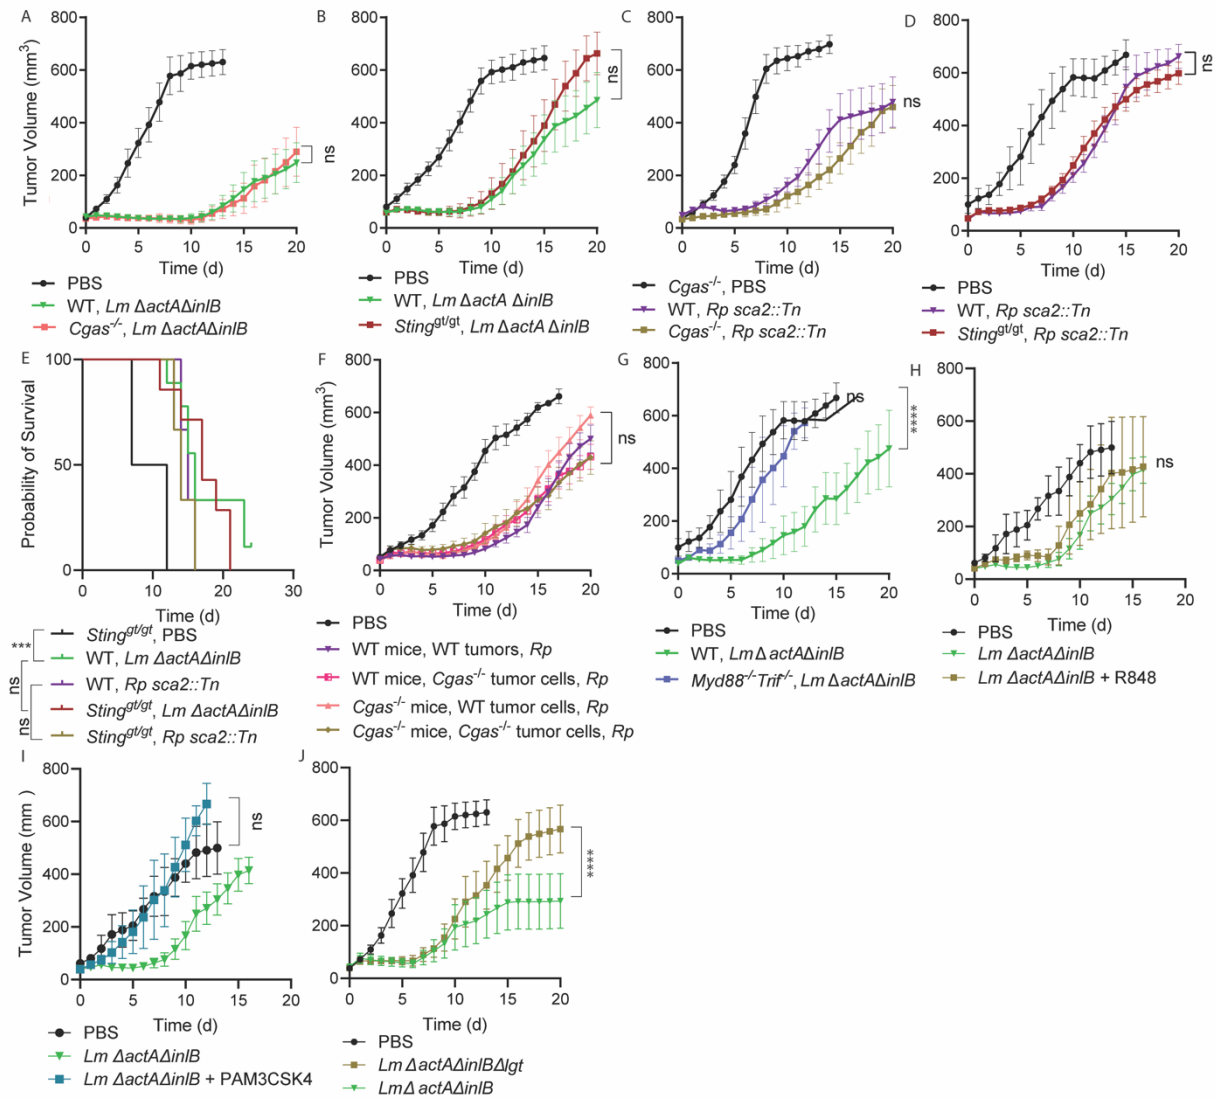 A
Tumor Volume (mm³)
800
600
400
200
0
0 5 10 15 20
Time (d)
ns
PBS
WT, Lm ΔactAΔinlB
Cgas-/-, Lm ΔactAΔinlB
B
800
600
400
200
0
0 5 10 15 20
Time (d)
ns
PBS
WT, Lm ΔactA ΔinlB
Stinggt/gt, Lm ΔactA ΔinlB
C
800
600
400
200
0
0 5 10 15 20
Time (d)
ns
Cgas-/-, PBS
WT, Rp sca2::Tn
Cgas-/-, Rp sca2::Tn
D
800
600
400
200
0
0 5 10 15 20
Time (d)
ns
PBS
WT, Rp sca2::Tn
Stinggt/gt, Rp sca2::Tn
E
Probability of Survival
100
50
0
0 10 20 30
Time (d)
Stinggt/gt, PBS
WT, Lm ΔactAΔinlB
WT, Rp sca2::Tn
Stinggt/gt, Lm ΔactAΔinlB
Stinggt/gt, Rp sca2::Tn
***
ns
ns
F
Tumor Volume (mm³)
800
600
400
200
0
0 5 10 15 20
Time (d)
ns
PBS
WT mice, WT tumors, Rp
WT mice, Cgas-/- tumor cells, Rp
Cgas-/- mice, WT tumor cells, Rp
Cgas-/- mice, Cgas-/- tumor cells, Rp
G
800
600
400
200
0
0 5 10 15 20
Time (d)
ns
****
PBS
WT, Lm Δ actAΔinlB
Myd88-/-Trif-/-, Lm ΔactAΔinlB
H
800
600
400
200
0
0 5 10 15 20
Time (d)
ns
PBS
Lm ΔactAΔinlB
Lm ΔactAΔinlB + R848
I
Tumor Volume (mm )
800
600
400
200
0
0 5 10 15 20
Time (d)
ns
PBS
Lm ΔactAΔinlB
Lm ΔactAΔinlB + PAM3CSK4
J
800
600
400
200
0
0 5 10 15 20
Time (d)
****
PBS
Lm ΔactAΔinlBΔlgt
LmΔ actAΔinlB